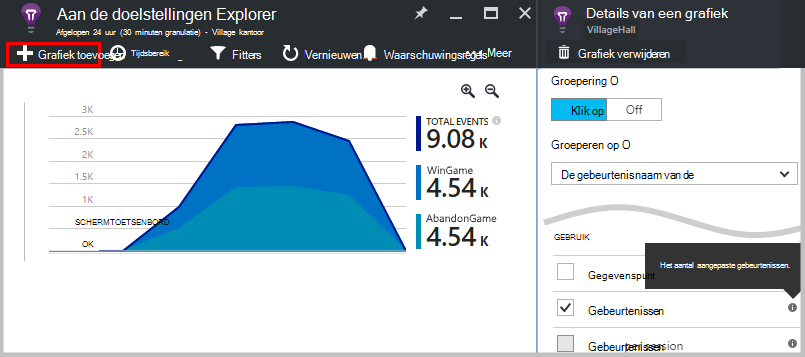 Aan de doelstellingen Explorer
Afgelopen 24 uur (30 minuten granulatie) - Village kantoor
Grafiek toevoegen
Tijdsbereik
Fitters
Vernieuwen
Waarschuwingsregels
Meer
3K
2.5K
2K
1.5K
1K
SCHERMTOETSENBORD
OK
TOTAL EVENTS
9.08 K
WinGame
4.54 K
AbandonGame
4.54 K
Details van een grafiek
VillageHall
Grafiek verwijderen
Groepering O
Klik op
Off
Groeperen op O
De gebeurtenisnaam van de
GEBRUIK
Het aantal aangepaste gebeurtenissen.
Gegevenspunt
Gebeurtenissen
Gebeurtenissen
per session